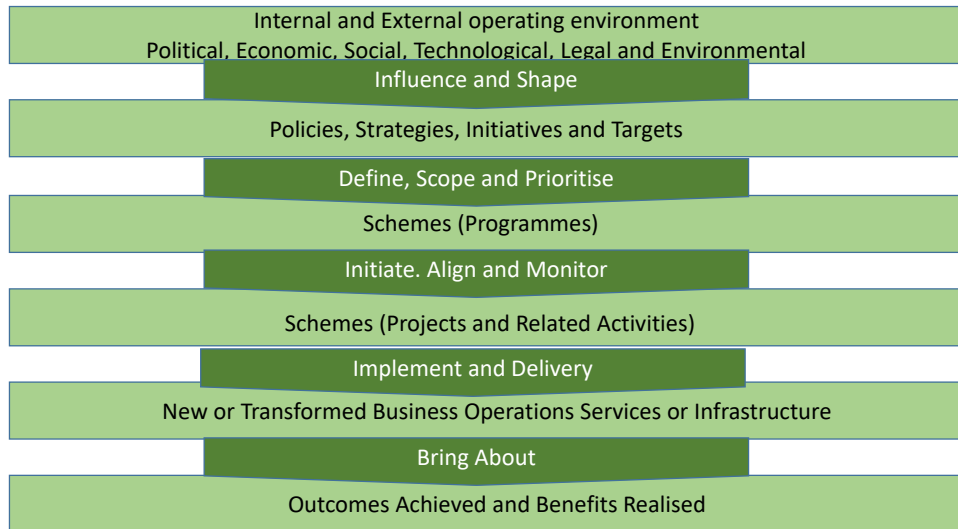 Internal and External operating environment
Political, Economic, Social, Technological, Legal and Environmental
Influence and Shape
Policies, Strategies, Initiatives and Targets
Define, Scope and Prioritise
Schemes (Programmes)
Initiate. Align and Monitor
Schemes (Projects and Related Activities)
Implement and Delivery
New or Transformed Business Operations Services or Infrastructure
Bring About
Outcomes Achieved and Benefits Realised